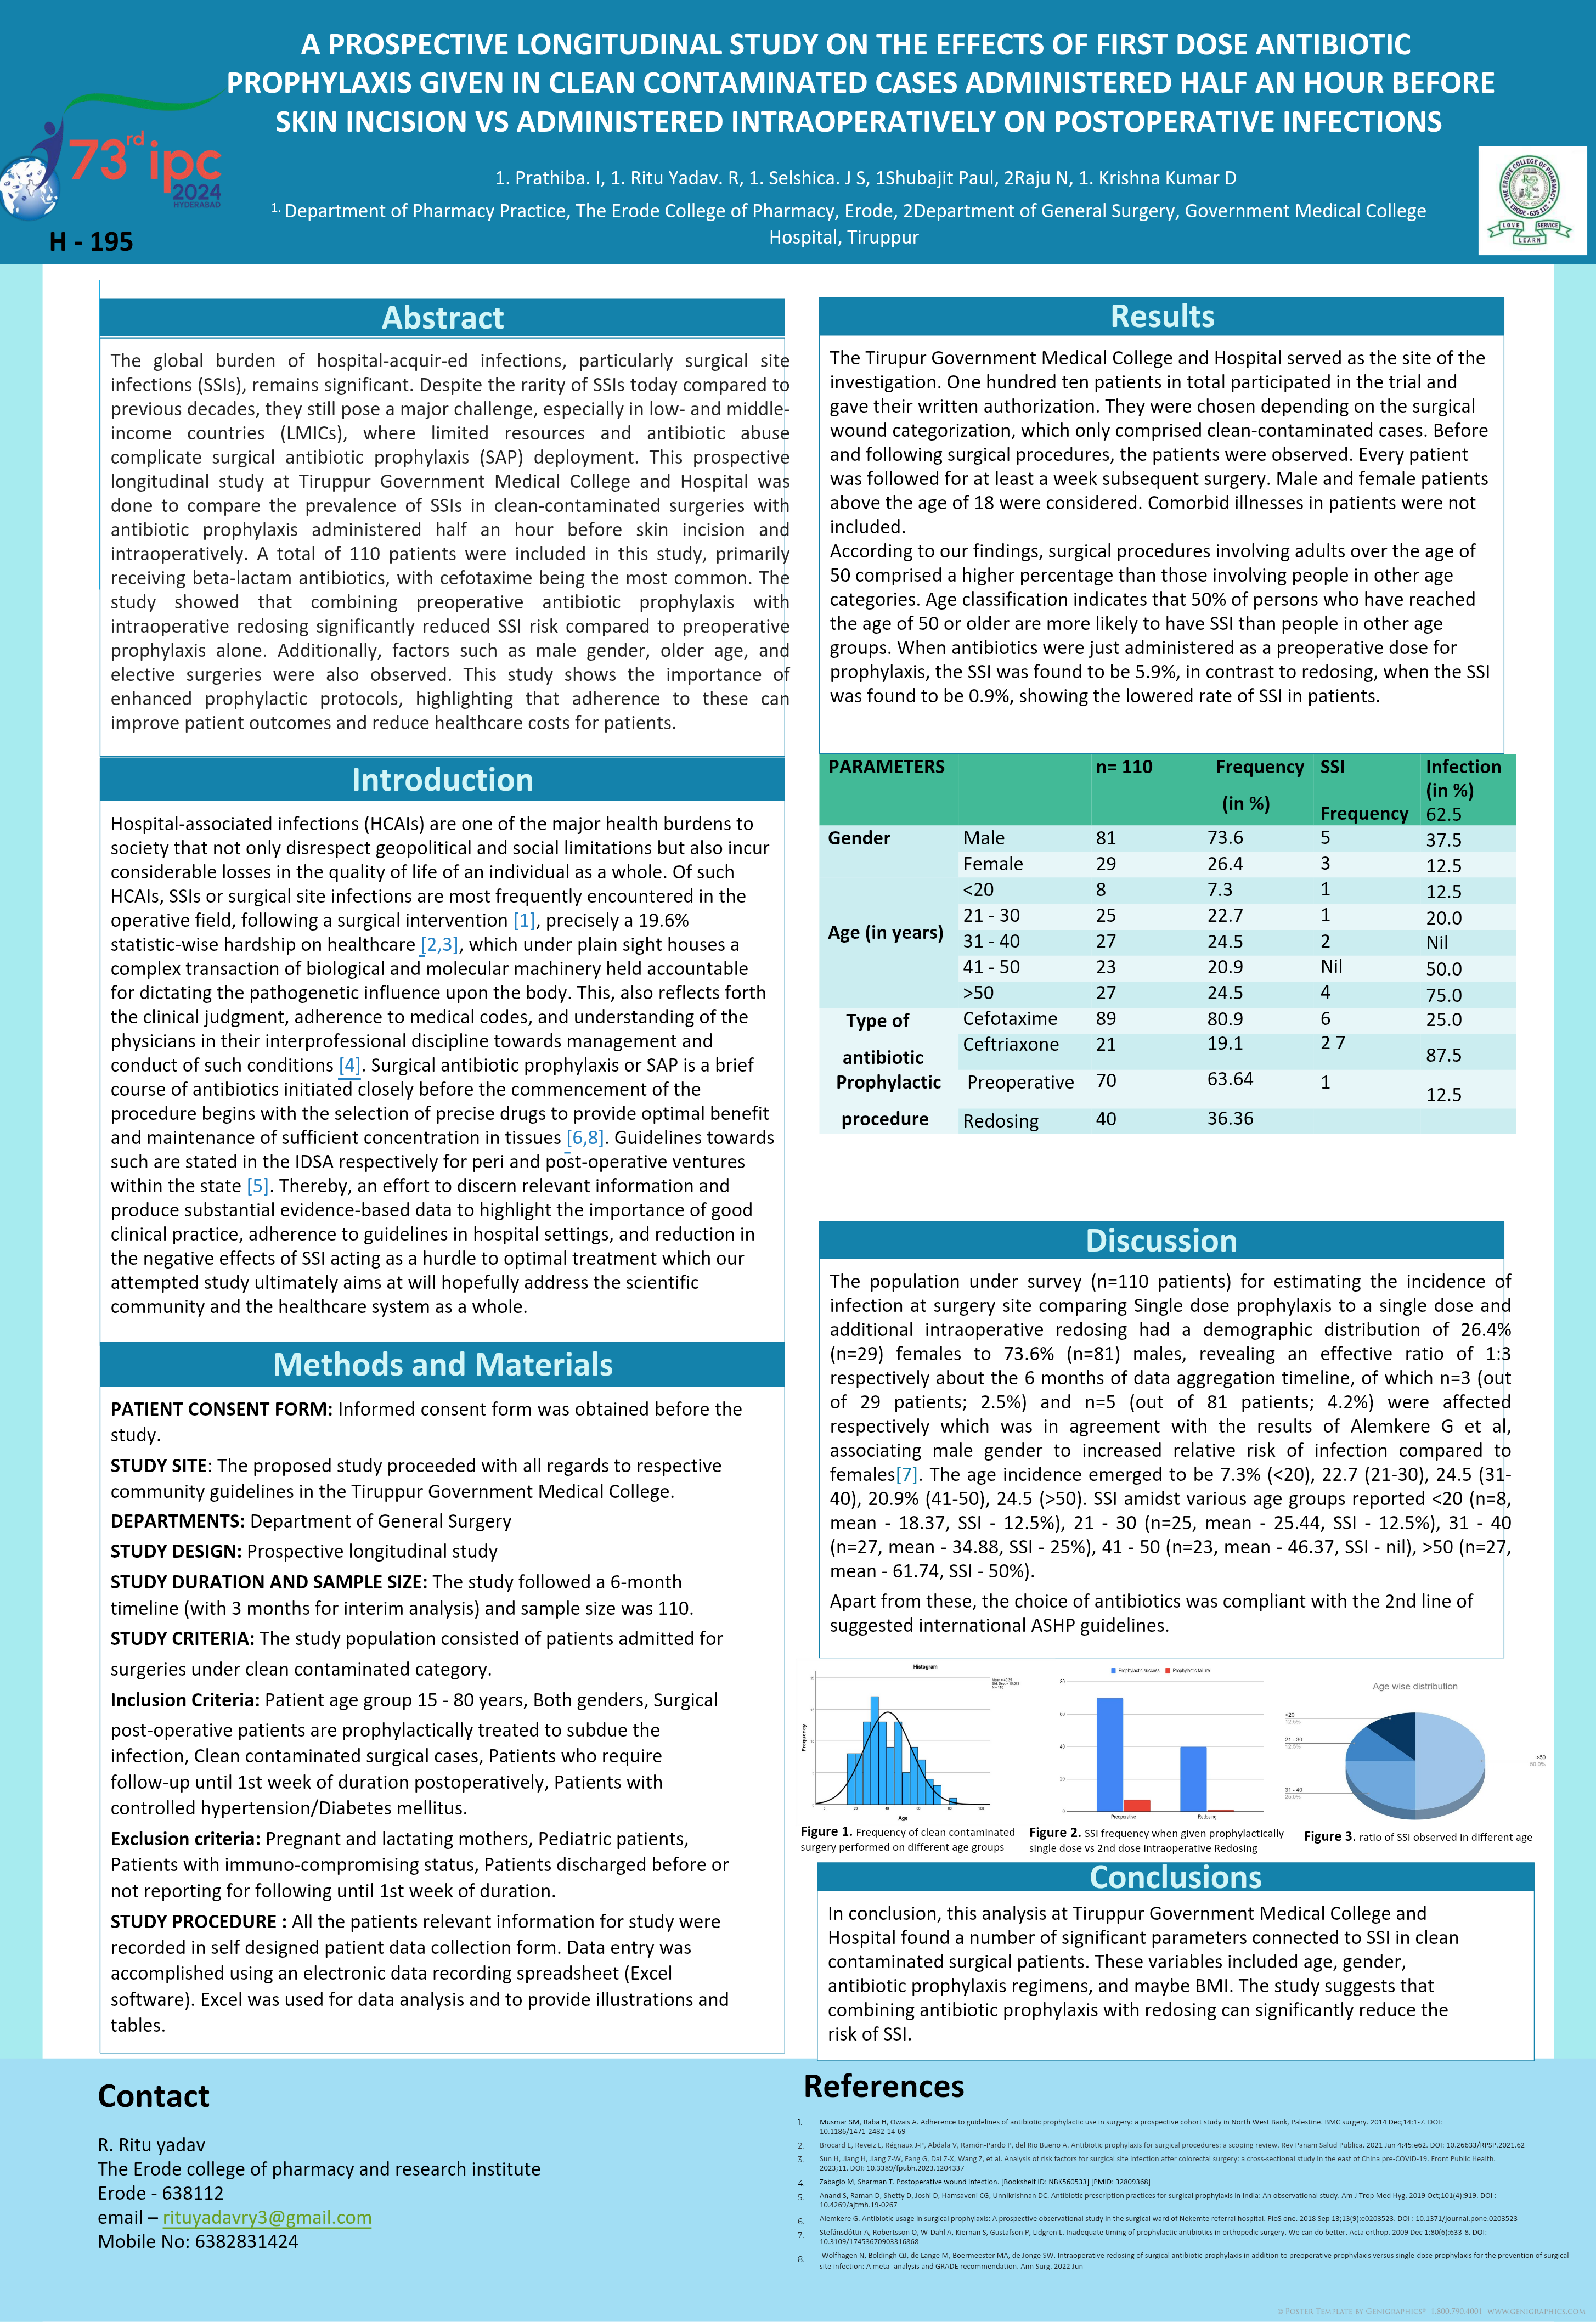 A PROSPECTIVE LONGITUDINAL STUDY ON THE EFFECTS OF FIRST DOSE ANTIBIOTIC
PROPHYLAXIS GIVEN IN CLEAN CONTAMINATED CASES ADMINISTERED HALF AN HOUR BEFORE
SKIN INCISION VS ADMINISTERED INTRAOPERATIVELY ON POSTOPERATIVE INFECTIONS
73rd ipc
2024
HYDERABAD
H - 195
1. Prathiba. I, 1. Ritu Yadav. R, 1. Selshica. J S, 1Shubajit Paul, 2Raju N, 1. Krishna Kumar D
1. Department of Pharmacy Practice, The Erode College of Pharmacy, Erode, 2Department of General Surgery, Government Medical College
Hospital, Tiruppur
THE ERODE COLLEGE OF PHARMACY
ERODE - 638 112
LOVE SERVICE
LEARN
Abstract
The global burden of hospital-acquir-ed infections, particularly surgical site
infections (SSIs), remains significant. Despite the rarity of SSIs today compared to
previous decades, they still pose a major challenge, especially in low- and middle-
income countries (LMICs), where limited resources and antibiotic abuse
complicate surgical antibiotic prophylaxis (SAP) deployment. This prospective
longitudinal study at Tiruppur Government Medical College and Hospital was
done to compare the prevalence of SSIs in clean-contaminated surgeries with
antibiotic prophylaxis administered half an hour before skin incision and
intraoperatively. A total of 110 patients were included in this study, primarily
receiving beta-lactam antibiotics, with cefotaxime being the most common. The
study showed that combining preoperative antibiotic prophylaxis with
intraoperative redosing significantly reduced SSI risk compared to preoperative
prophylaxis alone. Additionally, factors such as male gender, older age, and
elective surgeries were also observed. This study shows the importance of
enhanced prophylactic protocols, highlighting that adherence to these can
improve patient outcomes and reduce healthcare costs for patients.
Introduction
Hospital-associated infections (HCAIs) are one of the major health burdens to
society that not only disrespect geopolitical and social limitations but also incur
considerable losses in the quality of life of an individual as a whole. Of such
HCAIs, SSIs or surgical site infections are most frequently encountered in the
operative field, following a surgical intervention [1], precisely a 19.6%
statistic-wise hardship on healthcare [2,3], which under plain sight houses a
complex transaction of biological and molecular machinery held accountable
for dictating the pathogenetic influence upon the body. This, also reflects forth
the clinical judgment, adherence to medical codes, and understanding of the
physicians in their interprofessional discipline towards management and
conduct of such conditions [4]. Surgical antibiotic prophylaxis or SAP is a brief
course of antibiotics initiated closely before the commencement of the
procedure begins with the selection of precise drugs to provide optimal benefit
and maintenance of sufficient concentration in tissues [6,8]. Guidelines towards
such are stated in the IDSA respectively for peri and post-operative ventures
within the state [5]. Thereby, an effort to discern relevant information and
produce substantial evidence-based data to highlight the importance of good
clinical practice, adherence to guidelines in hospital settings, and reduction in
the negative effects of SSI acting as a hurdle to optimal treatment which our
attempted study ultimately aims at will hopefully address the scientific
community and the healthcare system as a whole.
Methods and Materials
PATIENT CONSENT FORM: Informed consent form was obtained before the
study.
STUDY SITE: The proposed study proceeded with all regards to respective
community guidelines in the Tiruppur Government Medical College.
DEPARTMENTS: Department of General Surgery
STUDY DESIGN: Prospective longitudinal study
STUDY DURATION AND SAMPLE SIZE: The study followed a 6-month
timeline (with 3 months for interim analysis) and sample size was 110.
STUDY CRITERIA: The study population consisted of patients admitted for
surgeries under clean contaminated category.
Inclusion Criteria: Patient age group 15 - 80 years, Both genders, Surgical
post-operative patients are prophylactically treated to subdue the
infection, Clean contaminated surgical cases, Patients who require
follow-up until 1st week of duration postoperatively, Patients with
controlled hypertension/Diabetes mellitus.
Exclusion criteria: Pregnant and lactating mothers, Pediatric patients,
Patients with immuno-compromising status, Patients discharged before or
not reporting for following until 1st week of duration.
STUDY PROCEDURE : All the patients relevant information for study were
recorded in self designed patient data collection form. Data entry was
accomplished using an electronic data recording spreadsheet (Excel
software). Excel was used for data analysis and to provide illustrations and
tables.
Results
The Tirupur Government Medical College and Hospital served as the site of the
investigation. One hundred ten patients in total participated in the trial and
gave their written authorization. They were chosen depending on the surgical
wound categorization, which only comprised clean-contaminated cases. Before
and following surgical procedures, the patients were observed. Every patient
was followed for at least a week subsequent surgery. Male and female patients
above the age of 18 were considered. Comorbid illnesses in patients were not
included.
According to our findings, surgical procedures involving adults over the age of
50 comprised a higher percentage than those involving people in other age
categories. Age classification indicates that 50% of persons who have reached
the age of 50 or older are more likely to have SSI than people in other age
groups. When antibiotics were just administered as a preoperative dose for
prophylaxis, the SSI was found to be 5.9%, in contrast to redosing, when the SSI
was found to be 0.9%, showing the lowered rate of SSI in patients.
PARAMETERS n= 110 Frequency (in %) SSI Frequency Infection (in %)
62.5
Gender Male 81 73.6 5 37.5
Female 29 26.4 3 12.5
<20 8 7.3 1 12.5
21 - 30 25 22.7 1 20.0
Age (in years) 31 - 40 27 24.5 2 Nil
41 - 50 23 20.9 Nil 50.0
>50 27 24.5 4 75.0
Type of antibiotic Cefotaxime 89 80.9 6 25.0
Ceftriaxone 21 19.1 2 7 87.5
Prophylactic procedure Preoperative 70 63.64 1 12.5
Redosing 40 36.36
Discussion
The population under survey (n=110 patients) for estimating the incidence of
infection at surgery site comparing Single dose prophylaxis to a single dose and
additional intraoperative redosing had a demographic distribution of 26.4%
(n=29) females to 73.6% (n=81) males, revealing an effective ratio of 1:3
respectively about the 6 months of data aggregation timeline, of which n=3 (out
of 29 patients; 2.5%) and n=5 (out of 81 patients; 4.2%) were affected
respectively which was in agreement with the results of Alemkere G et al,
associating male gender to increased relative risk of infection compared to
females[7]. The age incidence emerged to be 7.3% (<20), 22.7 (21-30), 24.5 (31-
40), 20.9% (41-50), 24.5 (>50). SSI amidst various age groups reported <20 (n=8,
mean - 18.37, SSI - 12.5%), 21 - 30 (n=25, mean - 25.44, SSI - 12.5%), 31 - 40
(n=27, mean - 34.88, SSI - 25%), 41 - 50 (n=23, mean - 46.37, SSI - nil), >50 (n=27,
mean - 61.74, SSI - 50%).
Apart from these, the choice of antibiotics was compliant with the 2nd line of
suggested international ASHP guidelines.
Histogram
Frequency
Age
Figure 1. Frequency of clean contaminated
surgery performed on different age groups
Prophylactic success Prophylactic failure
80
60
40
20
0
Preoperative Redosing
Figure 2. SSI frequency when given prophylactically
single dose vs 2nd dose intraoperative Redosing
Age wise distribution
<20
12.5%
21 - 30
12.5%
31 - 40
25.0%
>50
50.0%
Figure 3. ratio of SSI observed in different age
Conclusions
In conclusion, this analysis at Tiruppur Government Medical College and
Hospital found a number of significant parameters connected to SSI in clean
contaminated surgical patients. These variables included age, gender,
antibiotic prophylaxis regimens, and maybe BMI. The study suggests that
combining antibiotic prophylaxis with redosing can significantly reduce the
risk of SSI.
Contact
R. Ritu yadav
The Erode college of pharmacy and research institute
Erode - 638112
email – rituyadavry3@gmail.com
Mobile No: 6382831424
References
1. Musmar SM, Baba H, Owais A. Adherence to guidelines of antibiotic prophylactic use in surgery: a prospective cohort study in North West Bank, Palestine. BMC surgery. 2014 Dec;14:1-7. DOI:
10.1186/1471-2482-14-69
2. Brocard E, Reveiz L, Régnaux J-P, Abdala V, Ramón-Pardo P, del Rio Bueno A. Antibiotic prophylaxis for surgical procedures: a scoping review. Rev Panam Salud Publica. 2021 Jun 4;45:e62. DOI: 10.26633/RPSP.2021.62
3. Sun H, Jiang H, Jiang Z-W, Fang G, Dai Z-X, Wang Z, et al. Analysis of risk factors for surgical site infection after colorectal surgery: a cross-sectional study in the east of China pre-COVID-19. Front Public Health.
2023;11. DOI: 10.3389/fpubh.2023.1204337
4. Zabaglo M, Sharman T. Postoperative wound infection. [Bookshelf ID: NBK560533] [PMID: 32809368]
5. Anand S, Raman D, Shetty D, Joshi D, Hamsaveni CG, Unnikrishnan DC. Antibiotic prescription practices for surgical prophylaxis in India: An observational study. Am J Trop Med Hyg. 2019 Oct;101(4):919. DOI :
10.4269/ajtmh.19-0267
6. Alemkere G. Antibiotic usage in surgical prophylaxis: A prospective observational study in the surgical ward of Nekemte referral hospital. PloS one. 2018 Sep 13;13(9):e0203523. DOI : 10.1371/journal.pone.0203523
7. Stefánsdóttir A, Robertsson O, W-Dahl A, Kiernan S, Gustafson P, Lidgren L. Inadequate timing of prophylactic antibiotics in orthopedic surgery. We can do better. Acta orthop. 2009 Dec 1;80(6):633-8. DOI:
10.3109/17453670903316868
8. Wolfhagen N, Boldingh QJ, de Lange M, Boermeester MA, de Jonge SW. Intraoperative redosing of surgical antibiotic prophylaxis in addition to preoperative prophylaxis versus single-dose prophylaxis for the prevention of surgical
site infection: A meta- analysis and GRADE recommendation. Ann Surg. 2022 Jun
© POSTER TEMPLATE BY GENIGRAPHICS® 1.800.790.4001 WWW.GENIGRAPHICS.COM